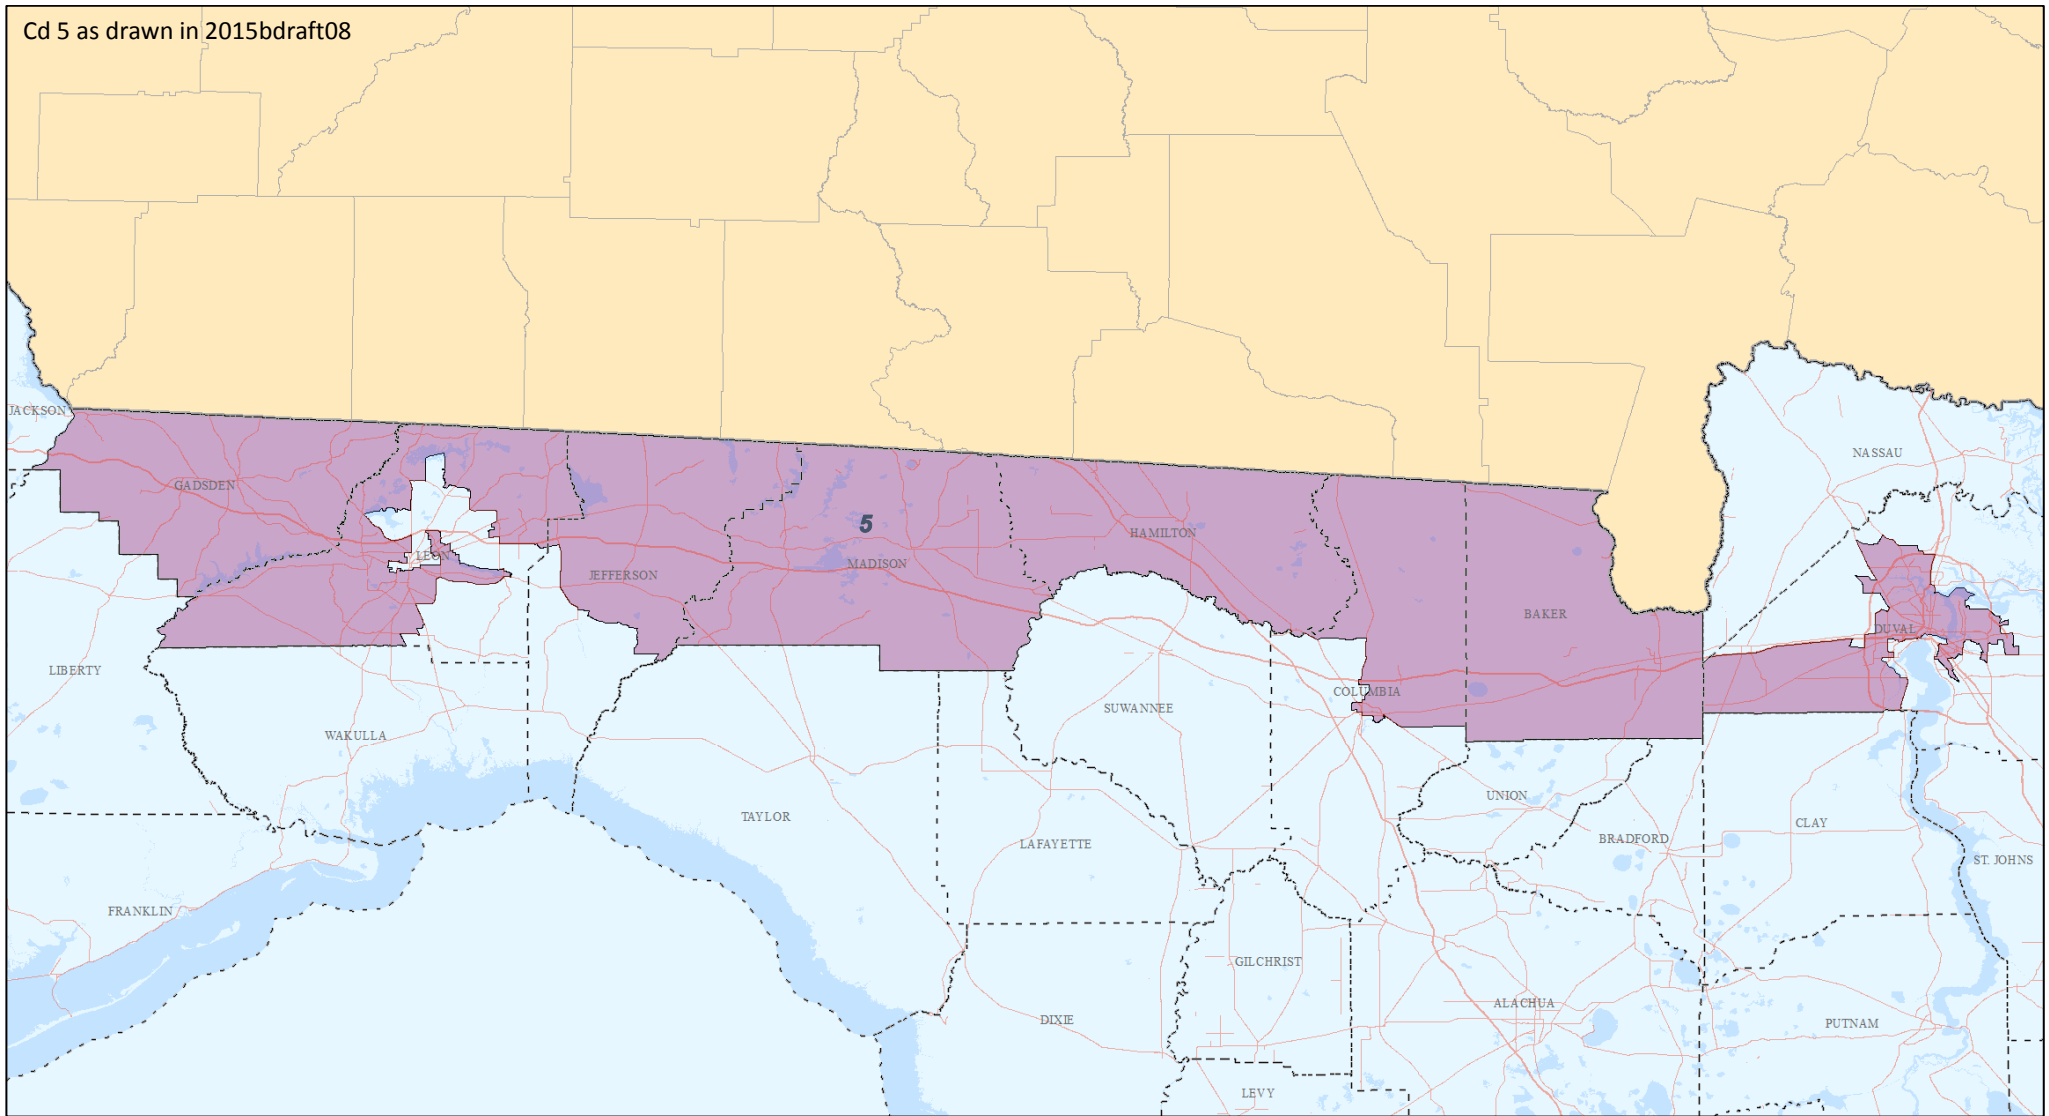 Cd 5 as drawn in 2015bdraft08
JACKSON
NASSAU
GADSDEN
5
HAMILTON
LEON
MADISON
JEFFERSON
BAKER
DUVAL
LIBERTY
COLUMBIA
SUWANNEE
WAKULLA
UNION
TAYLOR
CLAY
BRADFORD
LAFAYETTE
ST. JOHNS
FRANKLIN
GILCHRIST
ALACHUA
DIXIE
PUTNAM
LEVY